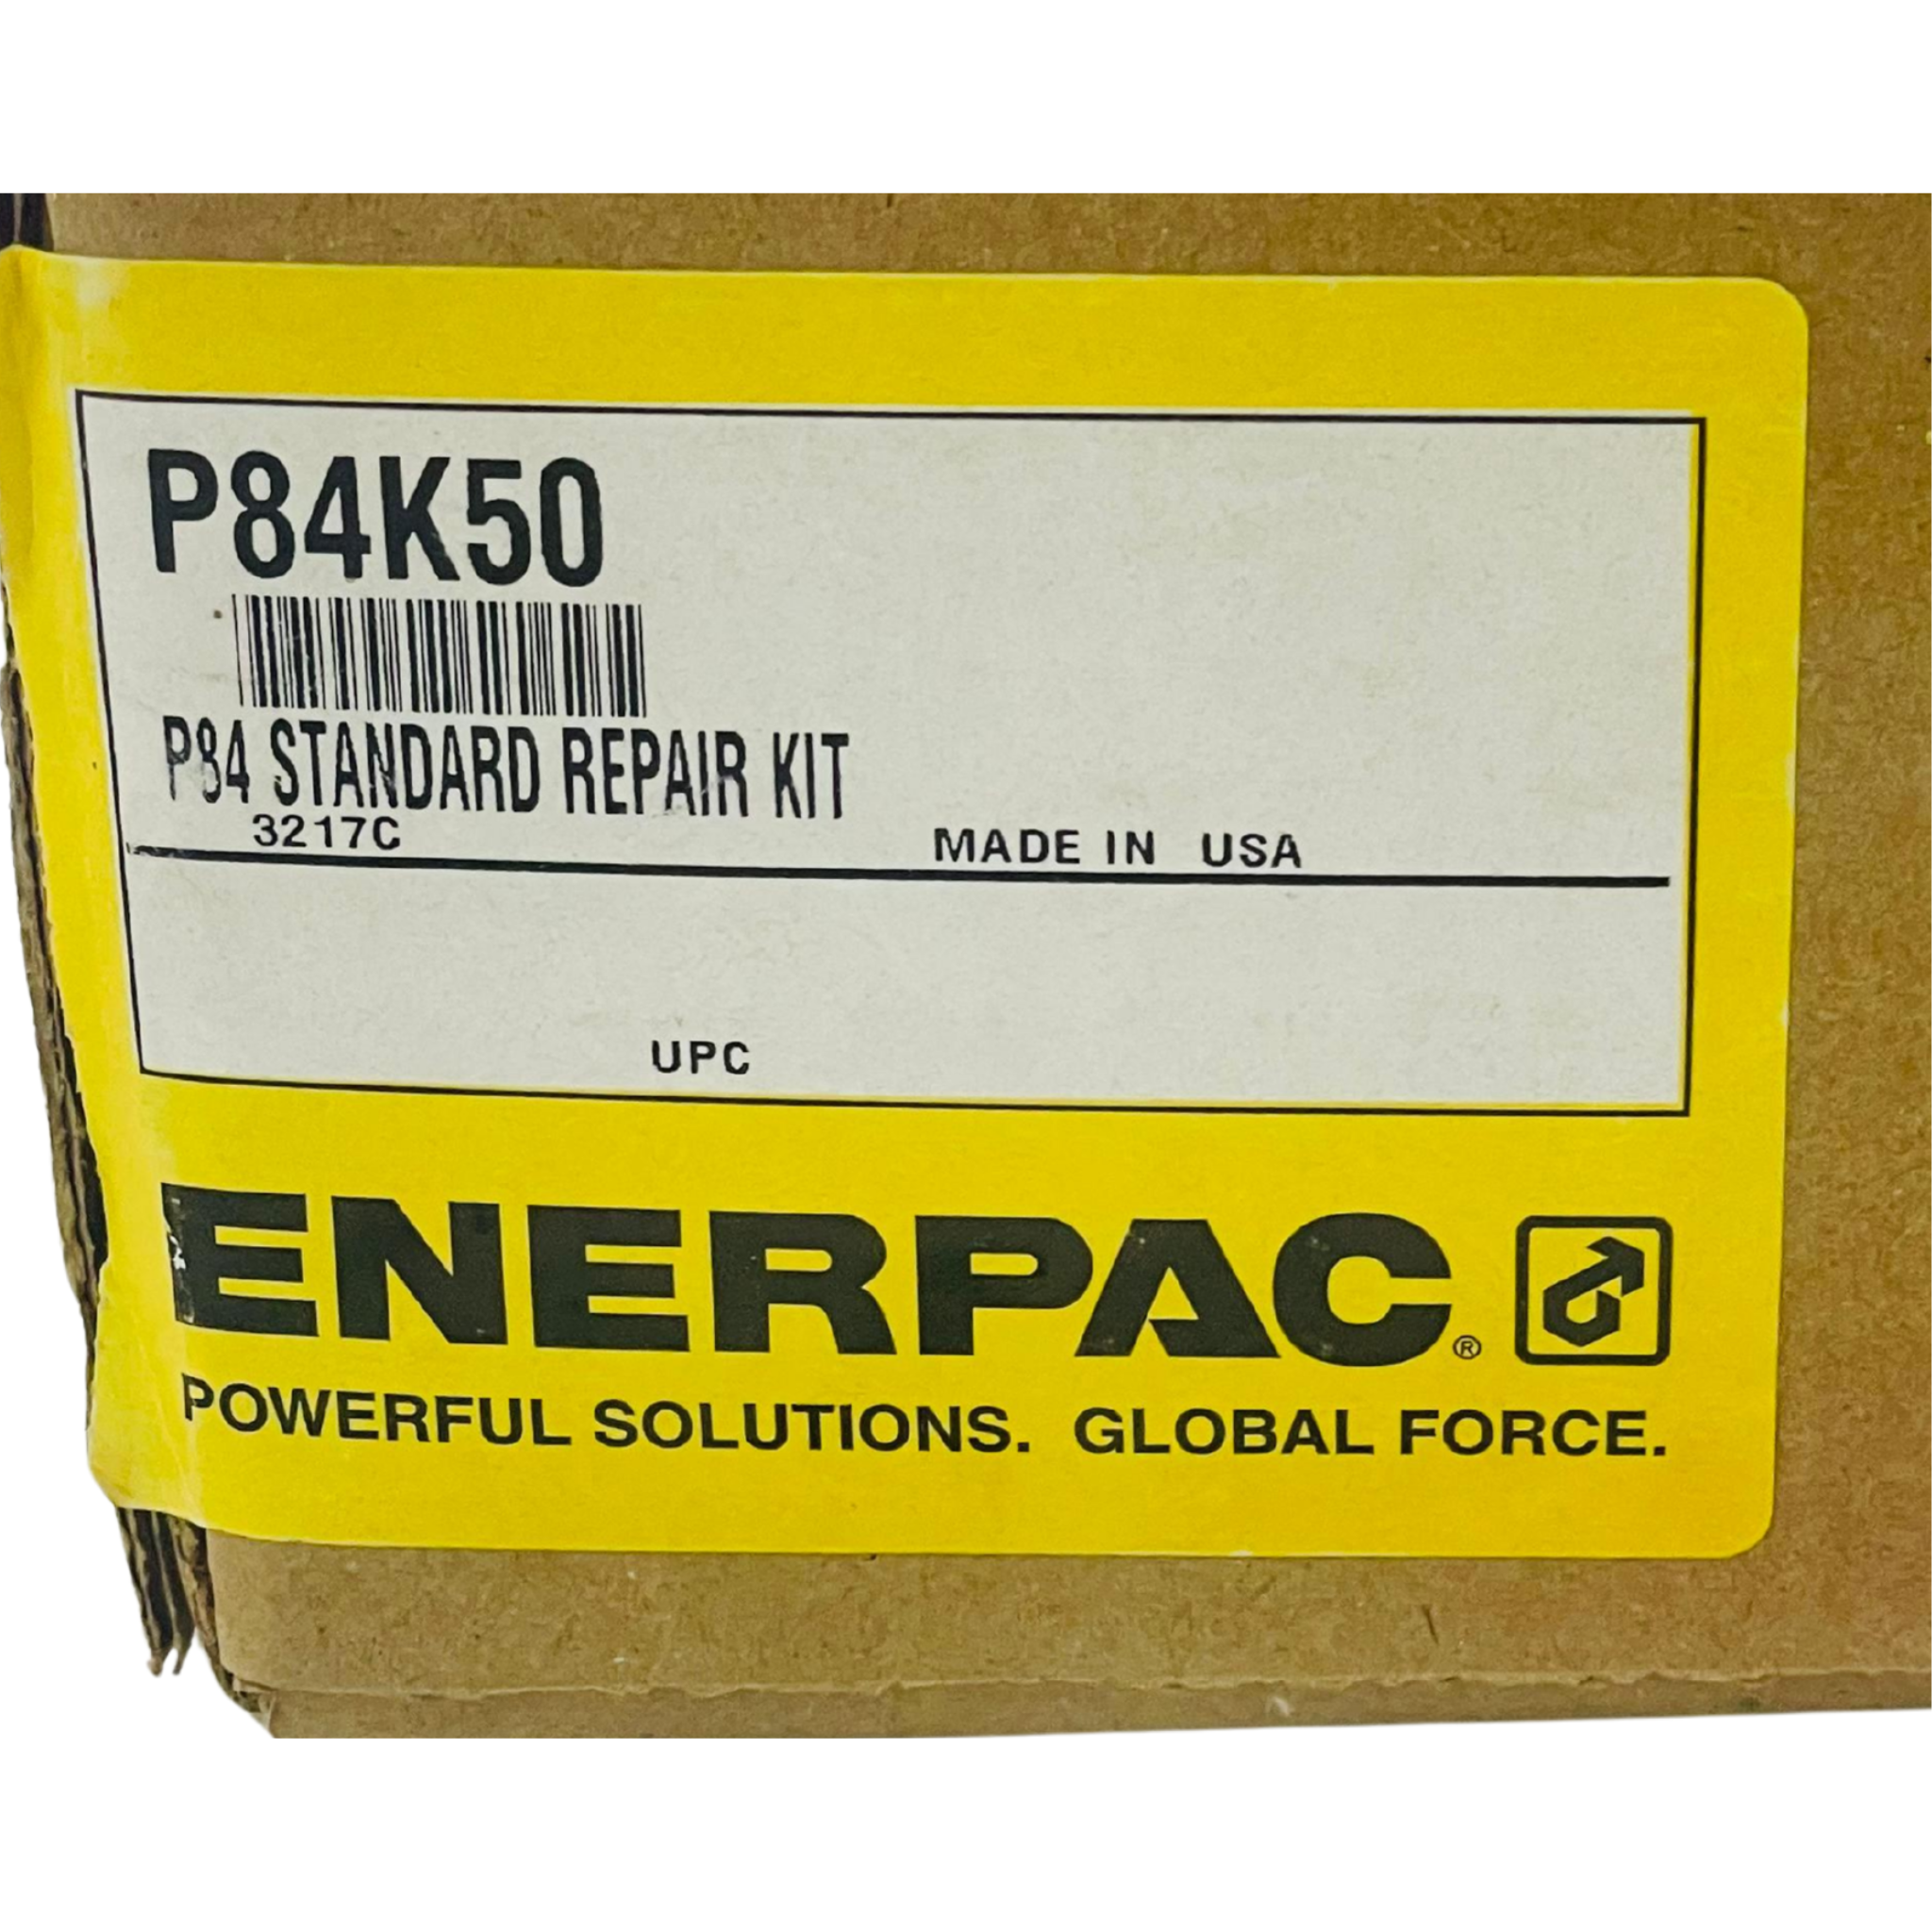 P84K50
P84 STANDARD REPAIR KIT
3217C MADE IN USA
UPC
ENERPAC®
POWERFUL SOLUTIONS. GLOBAL FORCE.